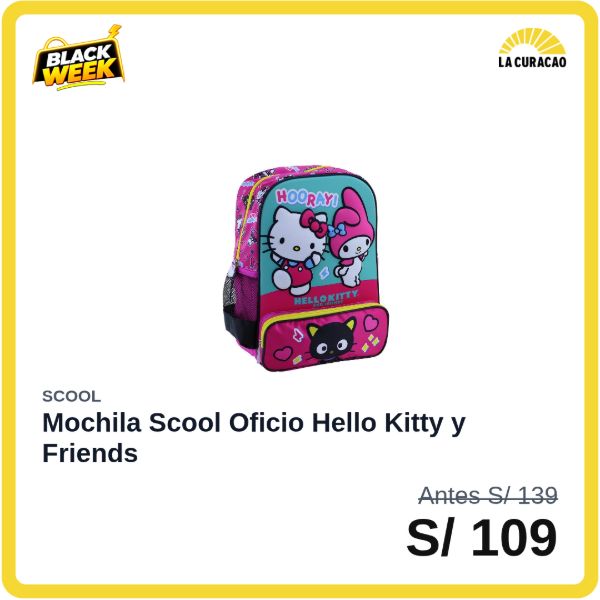 BLACK
WEEK
LA CURACAO
HOORAY!
HELLO KITTY
SCOOL
Mochila Scool Oficio Hello Kitty y
Friends
Antes S/ 139
S/ 109